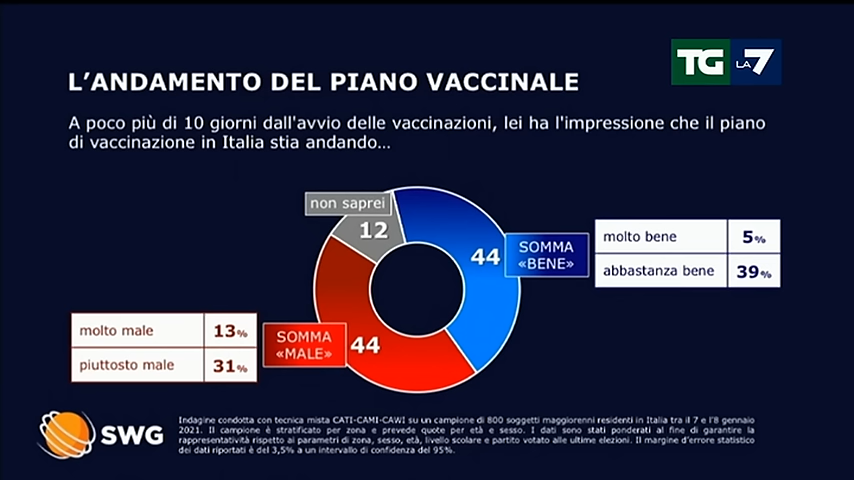 TG LA7
L'ANDAMENTO DEL PIANO VACCINALE
A poco più di 10 giorni dall'avvio delle vaccinazioni, lei ha l'impressione che il piano
di vaccinazione in Italia stia andando...
non saprei
12
44
SOMMA
«BENE»
molto bene 5%
abbastanza bene 39%
molto male 13%
piuttosto male 31%
SOMMA
«MALE»
44
SWG
Indagine condotta con tecnica mista CATI-CAMI-CAWI su un campione di 800 soggetti maggiorenni residenti in Italia tra il 7 e l'8 gennaio
2021. Il campione è stratificato per zona e prevede quote per età e sesso. I dati sono stati ponderati al fine di garantire la
rappresentatività rispetto ai parametri di zona, sesso, età, livello scolare e partito votato alle ultime elezioni. Il margine d'errore statistico
dei dati riportati è del 3,5% a un intervallo di confidenza del 95%.